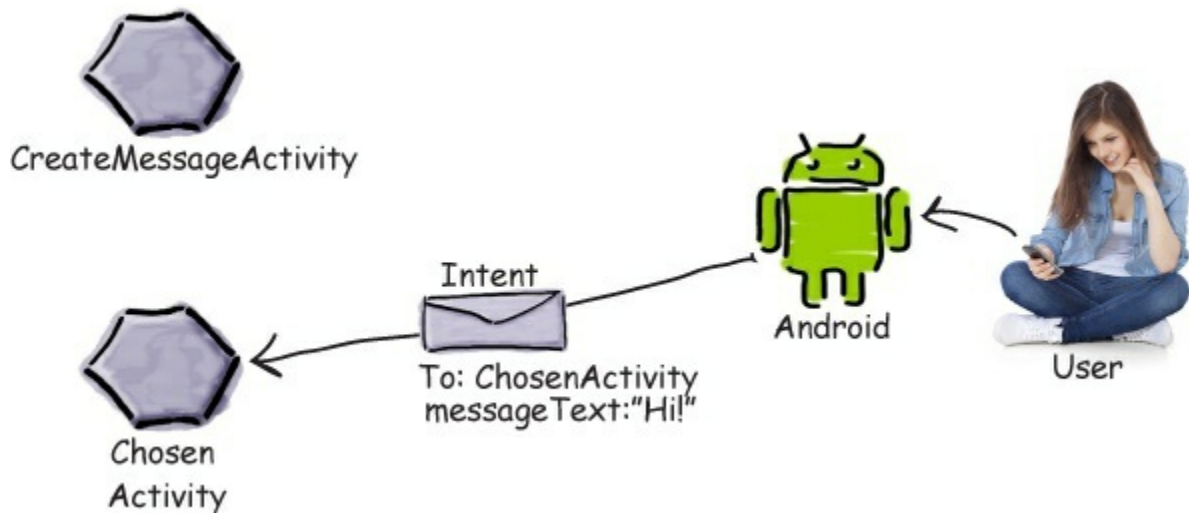 CreateMessageActivity
Intent
To: ChosenActivity
messageText:"Hi!"
Android
User
Chosen
Activity